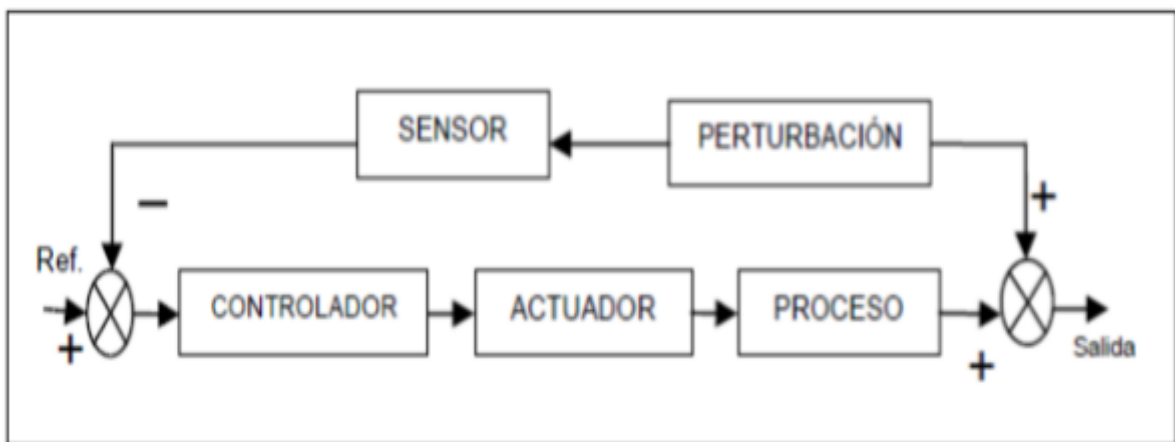 SENSOR
PERTURBACIÓN
−
+
Ref.
CONTROLADOR
ACTUADOR
PROCESO
+
+
Salida